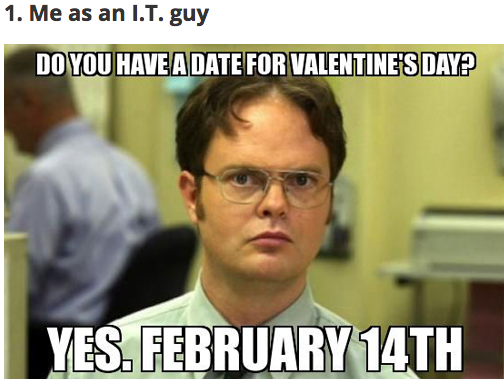 1. Me as an I.T. guy
DO YOU HAVE A DATE FOR VALENTINE'S DAY?
YES. FEBRUARY 14TH